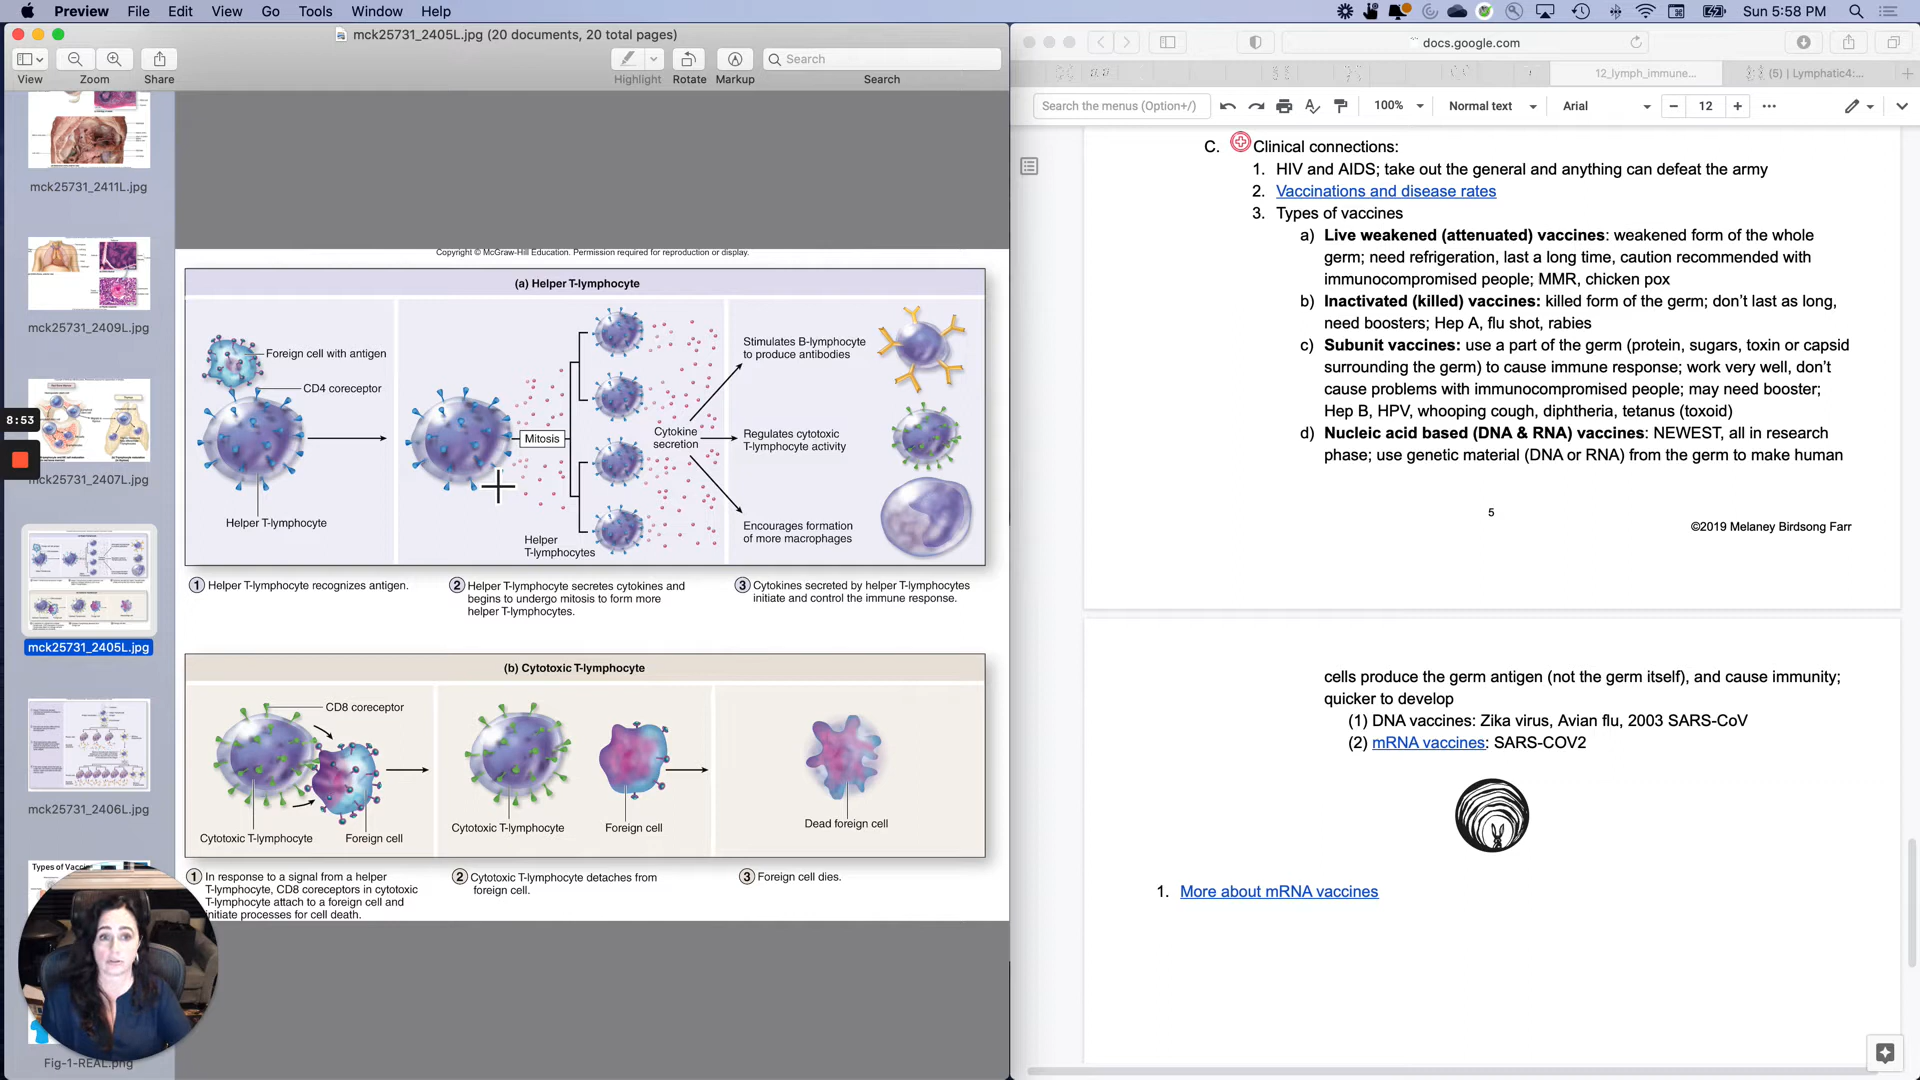 Preview File Edit View Go Tools Window Help
Sun 5:58 PM
mck25731_2405L.jpg (20 documents, 20 total pages)
View Zoom Share Highlight Rotate Markup Search
Search
mck25731_2411L.jpg
mck25731_2409L.jpg
mck25731_2407L.jpg
mck25731_2405L.jpg
mck25731_2406L.jpg
Types of Vacci
Fig-1-REAL.png
8:53
Copyright © McGraw-Hill Education. Permission required for reproduction or display.
(a) Helper T-lymphocyte
Foreign cell with antigen
CD4 coreceptor
Helper T-lymphocyte
Mitosis
Helper
T-lymphocytes
Cytokine
secretion
Stimulates B-lymphocyte
to produce antibodies
Regulates cytotoxic
T-lymphocyte activity
Encourages formation
of more macrophages
1 Helper T-lymphocyte recognizes antigen.
2 Helper T-lymphocyte secretes cytokines and
begins to undergo mitosis to form more
helper T-lymphocytes.
3 Cytokines secreted by helper T-lymphocytes
initiate and control the immune response.
(b) Cytotoxic T-lymphocyte
CD8 coreceptor
Cytotoxic T-lymphocyte
Foreign cell
Cytotoxic T-lymphocyte
Foreign cell
Dead foreign cell
1 In response to a signal from a helper
T-lymphocyte, CD8 coreceptors in cytotoxic
T-lymphocyte attach to a foreign cell and
initiate processes for cell death.
2 Cytotoxic T-lymphocyte detaches from
foreign cell.
3 Foreign cell dies.
docs.google.com
12_lymph_immune...
(5) | Lymphatic4:...
Search the menus (Option+/)
100% Normal text Arial 12
C. Clinical connections:
1. HIV and AIDS; take out the general and anything can defeat the army
2. Vaccinations and disease rates
3. Types of vaccines
a) Live weakened (attenuated) vaccines: weakened form of the whole
germ; need refrigeration, last a long time, caution recommended with
immunocompromised people; MMR, chicken pox
b) Inactivated (killed) vaccines: killed form of the germ; don't last as long,
need boosters; Hep A, flu shot, rabies
c) Subunit vaccines: use a part of the germ (protein, sugars, toxin or capsid
surrounding the germ) to cause immune response; work very well, don't
cause problems with immunocompromised people; may need booster;
Hep B, HPV, whooping cough, diphtheria, tetanus (toxoid)
d) Nucleic acid based (DNA & RNA) vaccines: NEWEST, all in research
phase; use genetic material (DNA or RNA) from the germ to make human
5
©2019 Melaney Birdsong Farr
cells produce the germ antigen (not the germ itself), and cause immunity;
quicker to develop
(1) DNA vaccines: Zika virus, Avian flu, 2003 SARS-CoV
(2) mRNA vaccines: SARS-COV2
1. More about mRNA vaccines